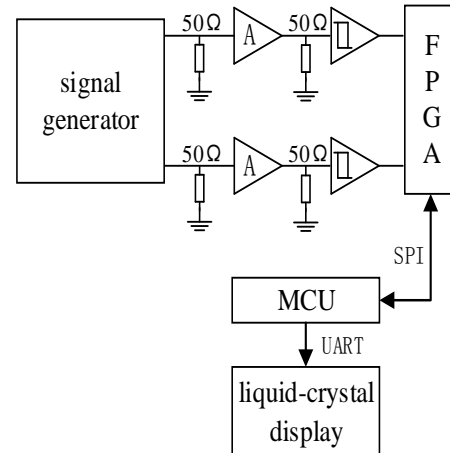 50Ω
50Ω
A
signal
generator
F
P
G
A
50Ω
50Ω
A
SPI
MCU
UART
liquid-crystal
display